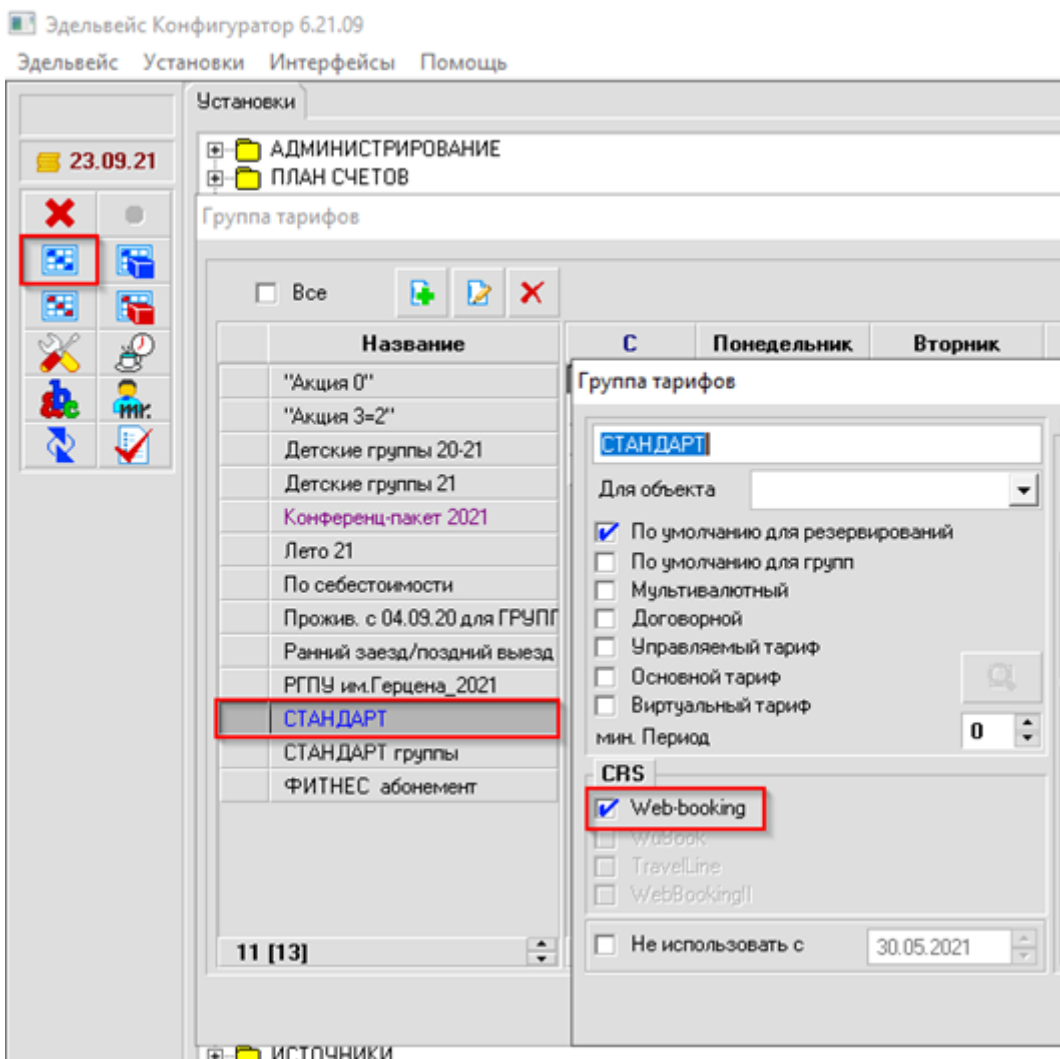 Эдельвейс Конфигуратор 6.21.09
Эдельвейс Установки Интерфейсы Помощь
Установки
23.09.21
АДМИНИСТРИРОВАНИЕ
ПЛАН СЧЕТОВ
Группа тарифов
Все
Название С Понедельник Вторник
"Акция 0"
"Акция 3=2"
Детские группы 20-21
Детские группы 21
Конференц-пакет 2021
Лето 21
По себестоимости
Прожив. с 04.09.20 для ГРУПП
Ранний заезд/поздний выезд
РГПУ им.Герцена_2021
СТАНДАРТ
СТАНДАРТ группы
ФИТНЕС абонемент
11 [13]
Группа тарифов
СТАНДАРТ
Для объекта
По умолчанию для резервирований
По умолчанию для групп
Мультивалютный
Договорной
Управляемый тариф
Основной тариф
Виртуальный тариф
мин. Период 0
CRS
Web-booking
WuBook
TravelLine
WebBookingII
Не использовать с 30.05.2021
ИСТОЧНИКИ
a b c
mr.